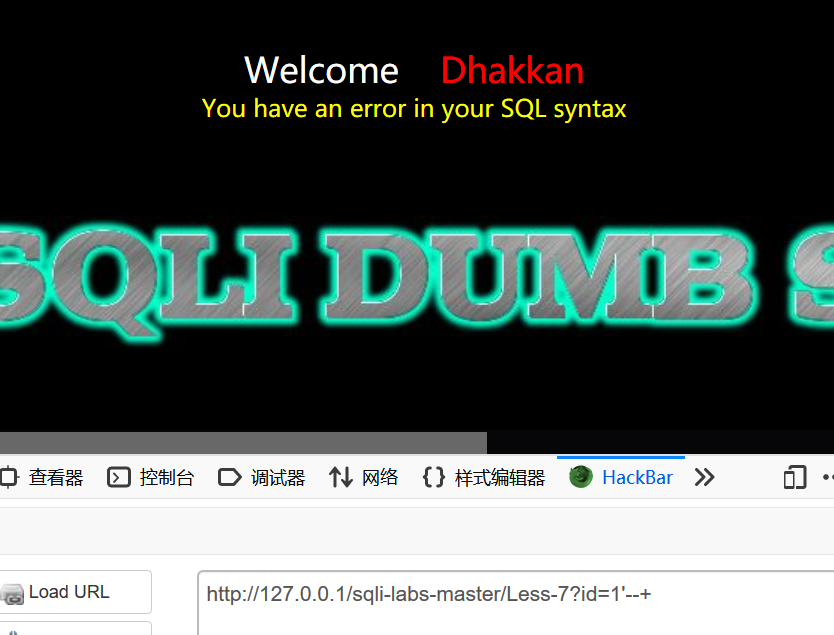 Welcome Dhakkan
You have an error in your SQL syntax
SQLI DUMB S
查看器 控制台 调试器 网络 {} 样式编辑器 HackBar
Load URL
http://127.0.0.1/sqli-labs-master/Less-7?id=1'--+